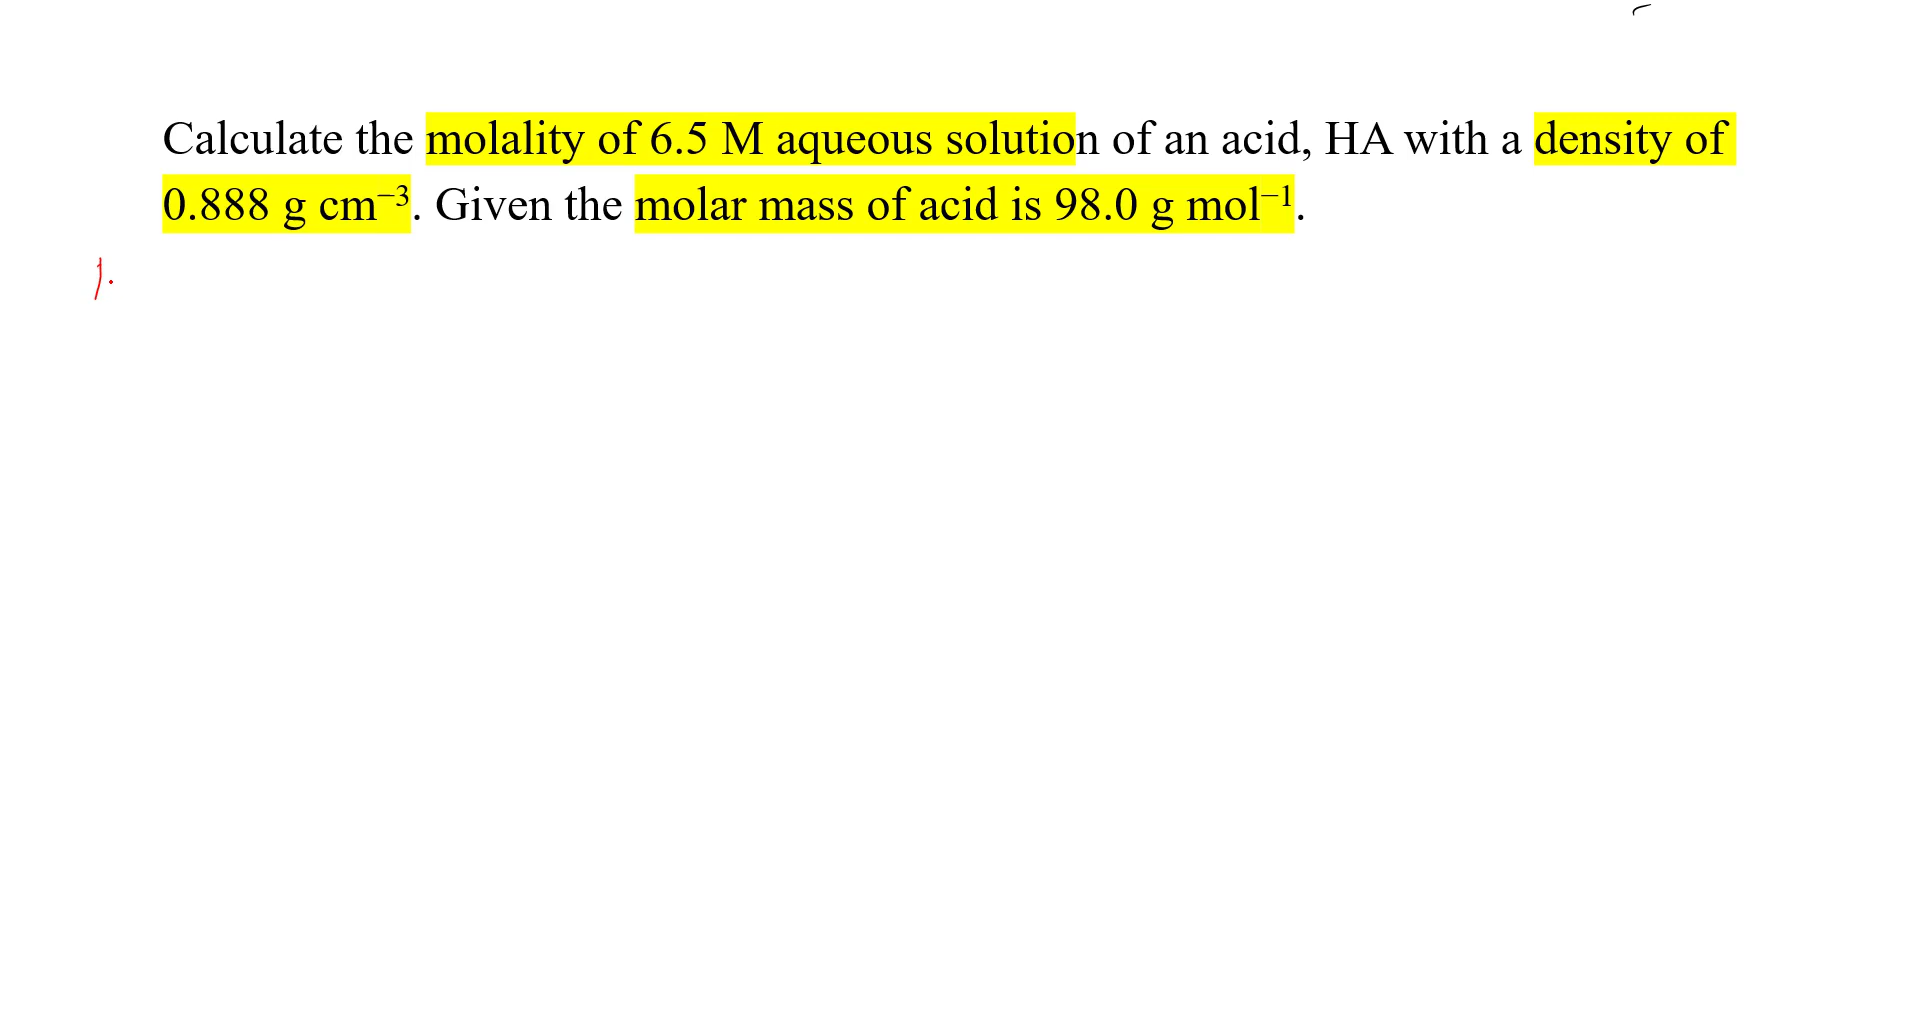 Calculate the molality of 6.5 M aqueous solution of an acid, HA with a density of
0.888 g cm⁻³. Given the molar mass of acid is 98.0 g mol⁻¹.
1.